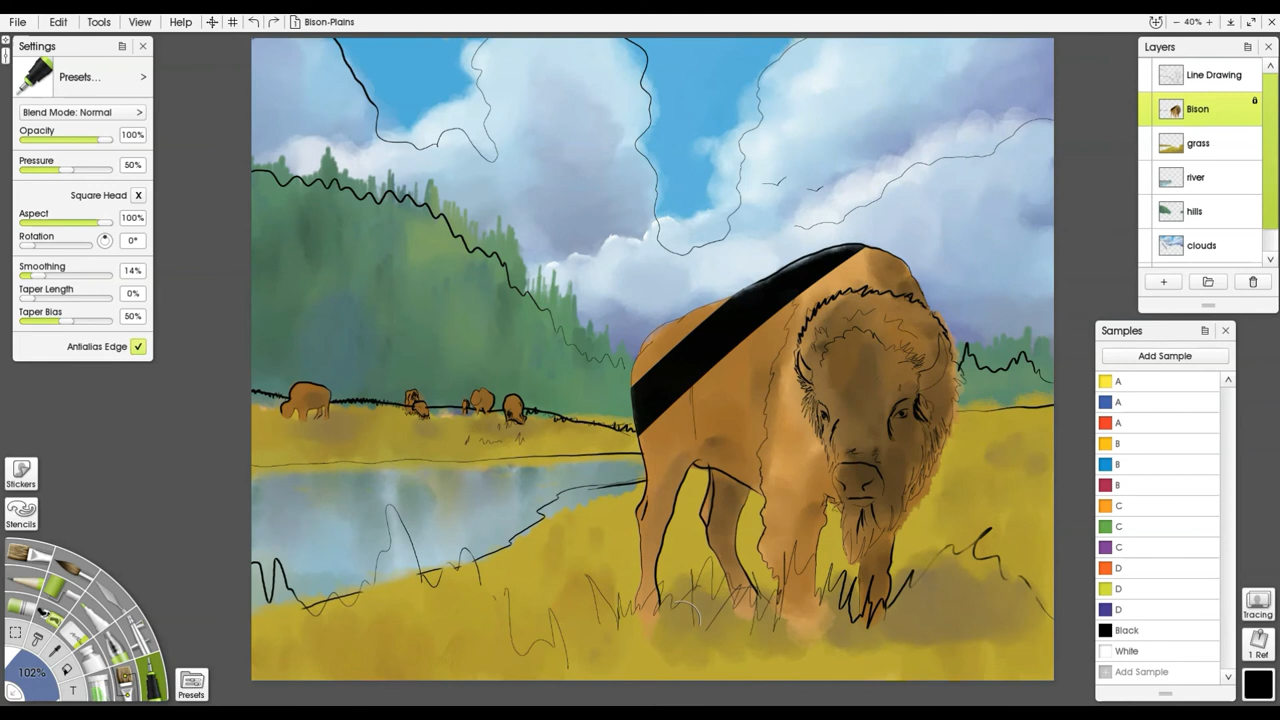 File Edit Tools View Help Bison-Plains 40%
Settings
Presets...
Blend Mode: Normal
Opacity 100%
Pressure 50%
Square Head X
Aspect 100%
Rotation 0°
Smoothing 14%
Taper Length 0%
Taper Bias 50%
Antialias Edge
Stickers
Stencils
102%
T
Presets
Layers
Line Drawing
Bison
grass
river
hills
clouds
Samples
Add Sample
A
A
A
B
B
B
C
C
C
D
D
D
Black
White
Add Sample
Tracing
1 Ref